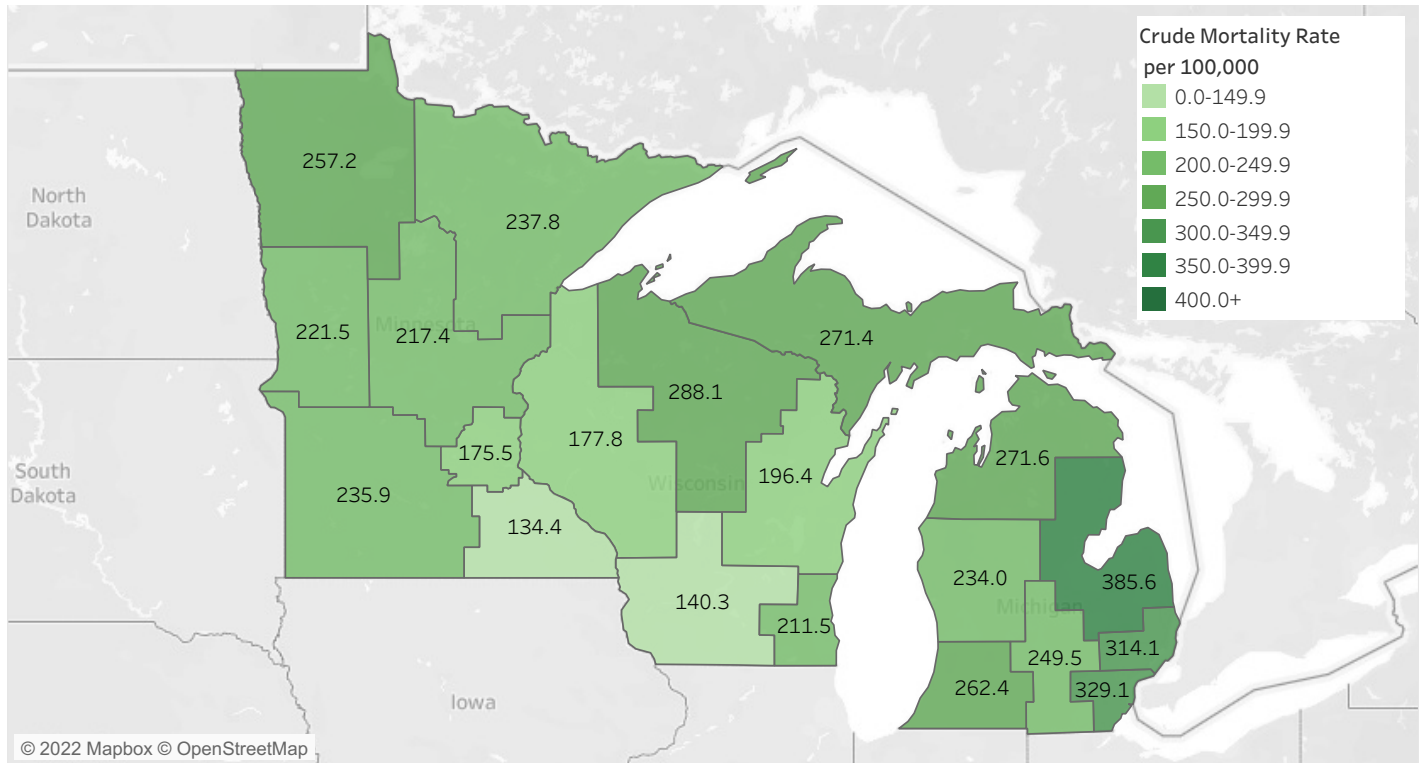 Crude Mortality Rate
per 100,000
0.0-149.9
150.0-199.9
200.0-249.9
250.0-299.9
300.0-349.9
350.0-399.9
400.0+
257.2
North
Dakota
237.8
221.5
Minnesota
217.4
271.4
288.1
177.8
175.5
271.6
196.4
South
Dakota
Wisconsin
235.9
134.4
234.0
385.6
140.3
Michigan
211.5
314.1
249.5
262.4
329.1
Iowa
© 2022 Mapbox © OpenStreetMap